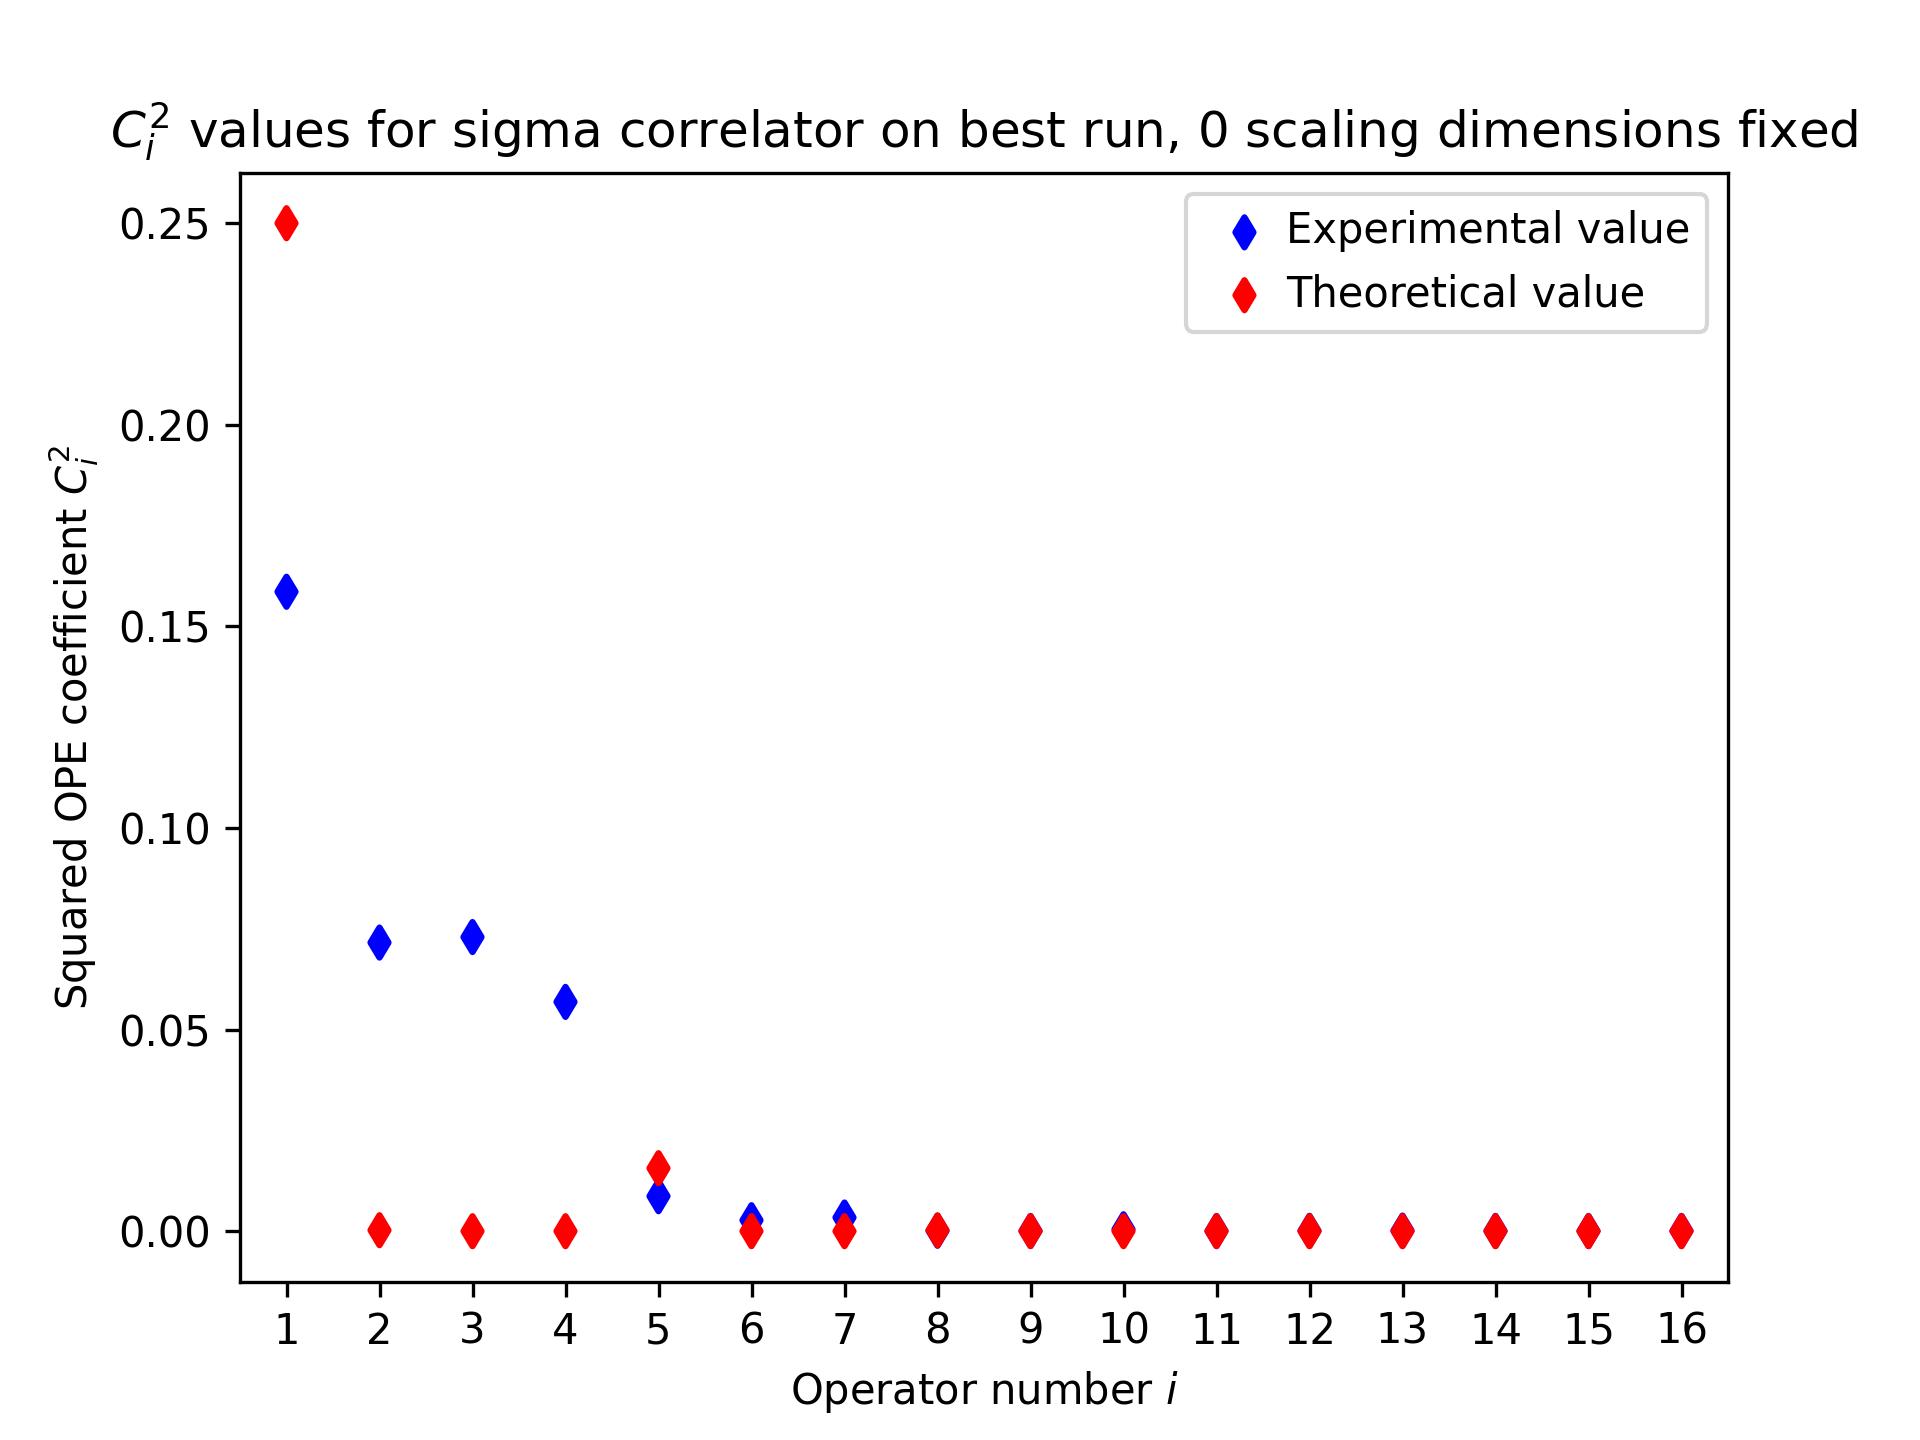 C_i^2 values for sigma correlator on best run, 0 scaling dimensions fixed
Experimental value
Theoretical value
Squared OPE coefficient C_i^2
0.25
0.20
0.15
0.10
0.05
0.00
1 2 3 4 5 6 7 8 9 10 11 12 13 14 15 16
Operator number i